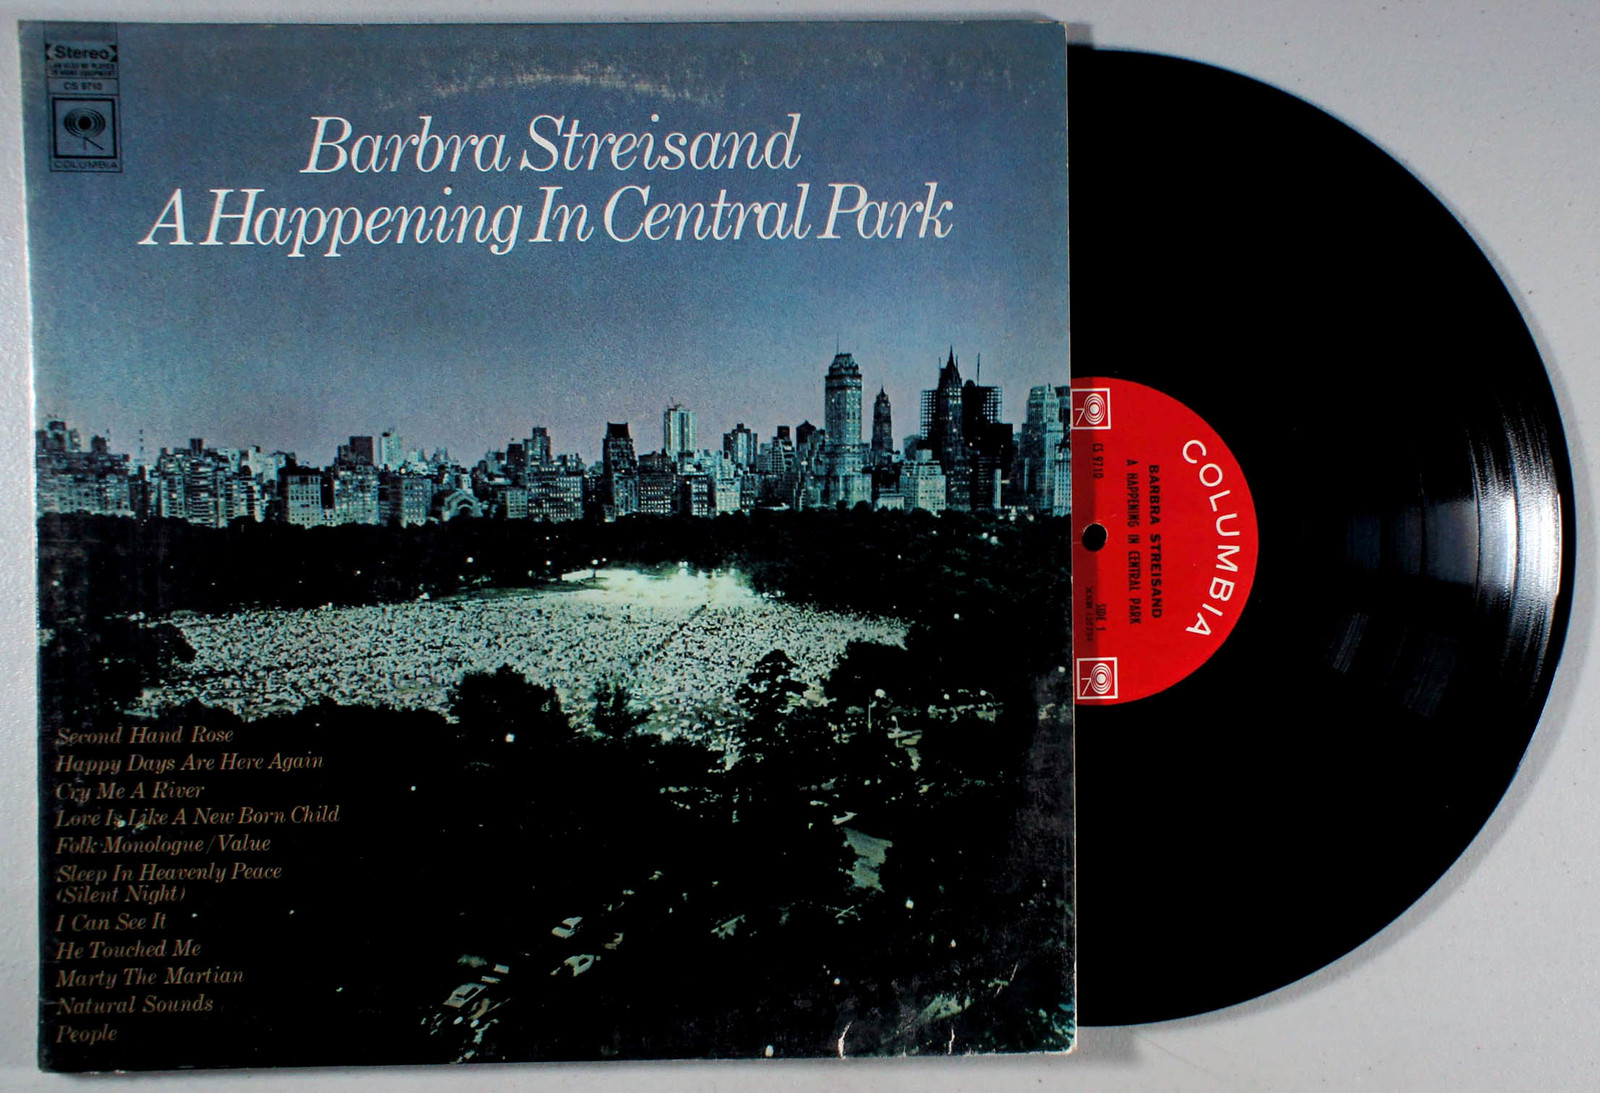 Stereo
CS 9710
COLUMBIA
Barbra Streisand
A Happening In Central Park
Second Hand Rose
Happy Days Are Here Again
Cry Me A River
Love Is Like A New Born Child
Folk Monologue/Value
Sleep In Heavenly Peace
(Silent Night)
I Can See It
He Touched Me
Marty The Martian
Natural Sounds
People
COLUMBIA
BARBRA STREISAND
A HAPPENING IN CENTRAL PARK
CS 9710
SIDE 1